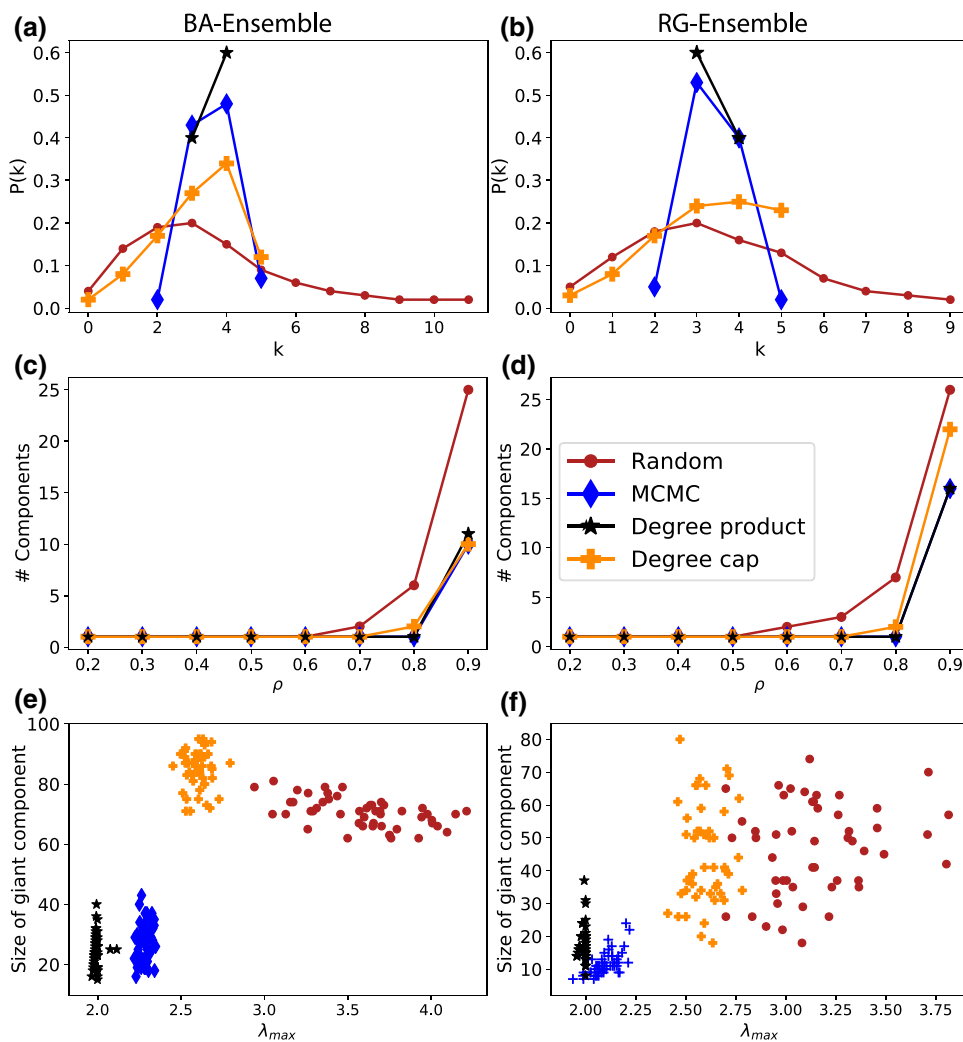 BA-Ensemble
RG-Ensemble
(a)
P(k)
0.6
0.5
0.4
0.3
0.2
0.1
0.0
0 2 4 6 8 10
k
(b)
P(k)
0.6
0.5
0.4
0.3
0.2
0.1
0.0
0 1 2 3 4 5 6 7 8 9
k
(c)
# Components
25
20
15
10
5
0
0.2 0.3 0.4 0.5 0.6 0.7 0.8 0.9
ρ
(d)
# Components
25
20
15
10
5
0
Random
MCMC
Degree product
Degree cap
0.2 0.3 0.4 0.5 0.6 0.7 0.8 0.9
ρ
(e)
Size of giant component
100
80
60
40
20
2.0 2.5 3.0 3.5 4.0
λmax
(f)
Size of giant component
80
70
60
50
40
30
20
10
2.00 2.25 2.50 2.75 3.00 3.25 3.50 3.75
λmax